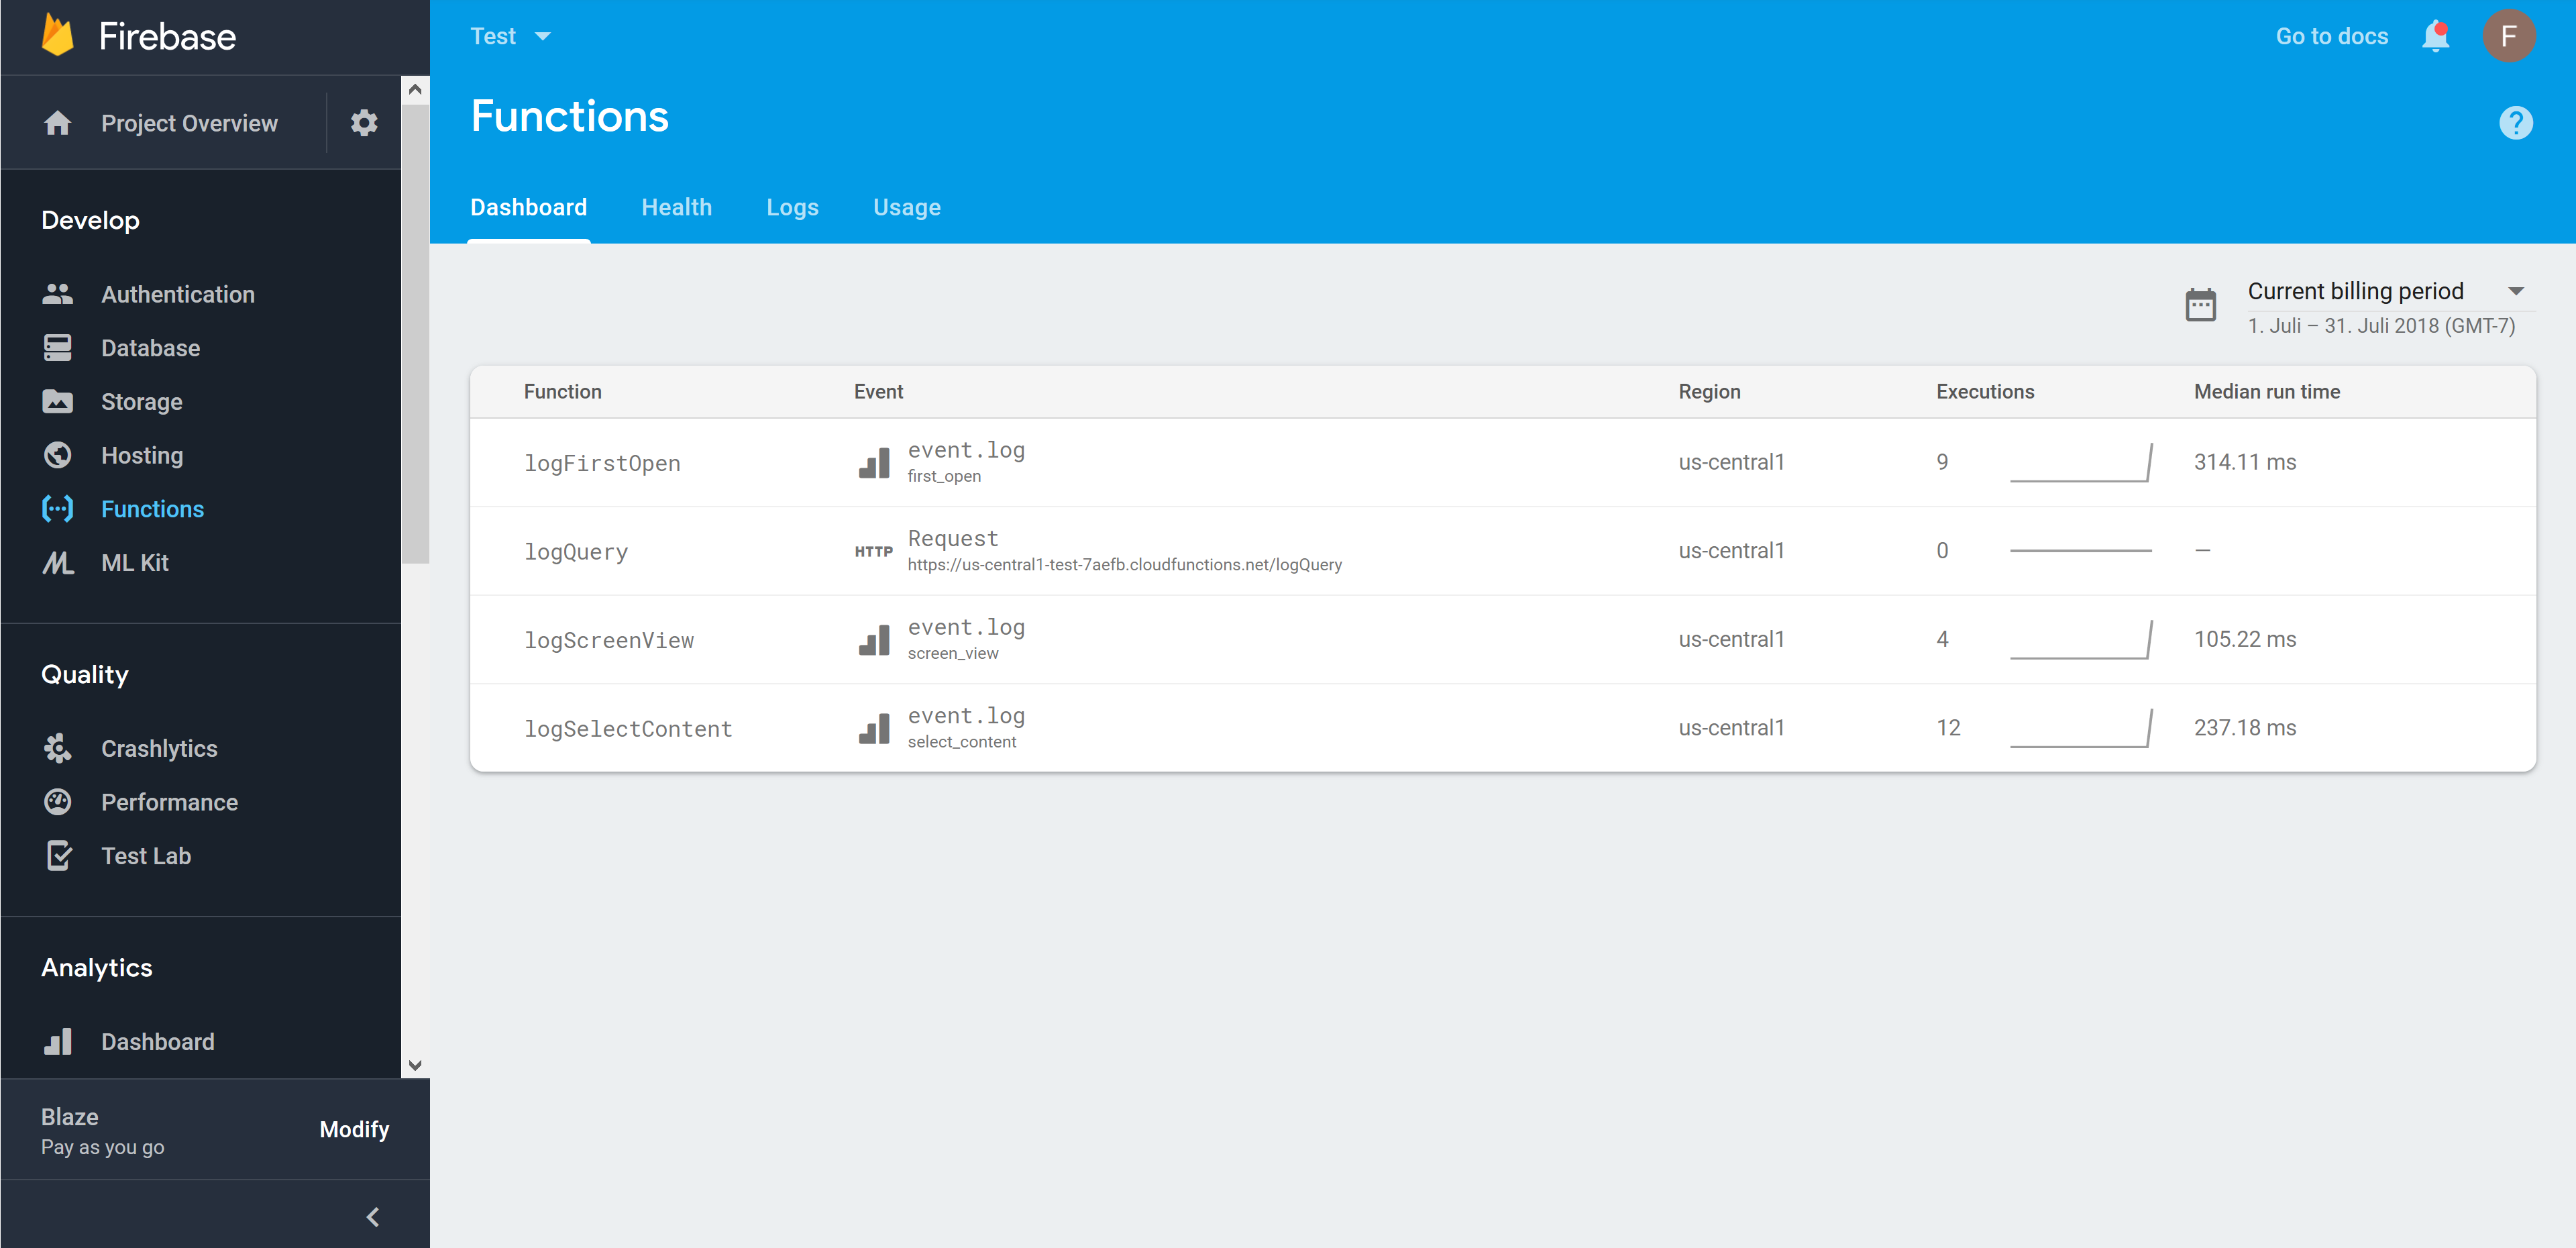 Firebase
Project Overview
Develop
Authentication
Database
Storage
Hosting
Functions
ML Kit
Quality
Crashlytics
Performance
Test Lab
Analytics
Dashboard
Blaze
Pay as you go
Modify
Test
Go to docs
F
Functions
?
Dashboard Health Logs Usage
Current billing period
1. Juli – 31. Juli 2018 (GMT-7)
Function Event Region Executions Median run time
logFirstOpen event.log us-central1 9 314.11 ms
first_open
logQuery HTTP Request us-central1 0 –
https://us-central1-test-7aefb.cloudfunctions.net/logQuery
logScreenView event.log us-central1 4 105.22 ms
screen_view
logSelectContent event.log us-central1 12 237.18 ms
select_content